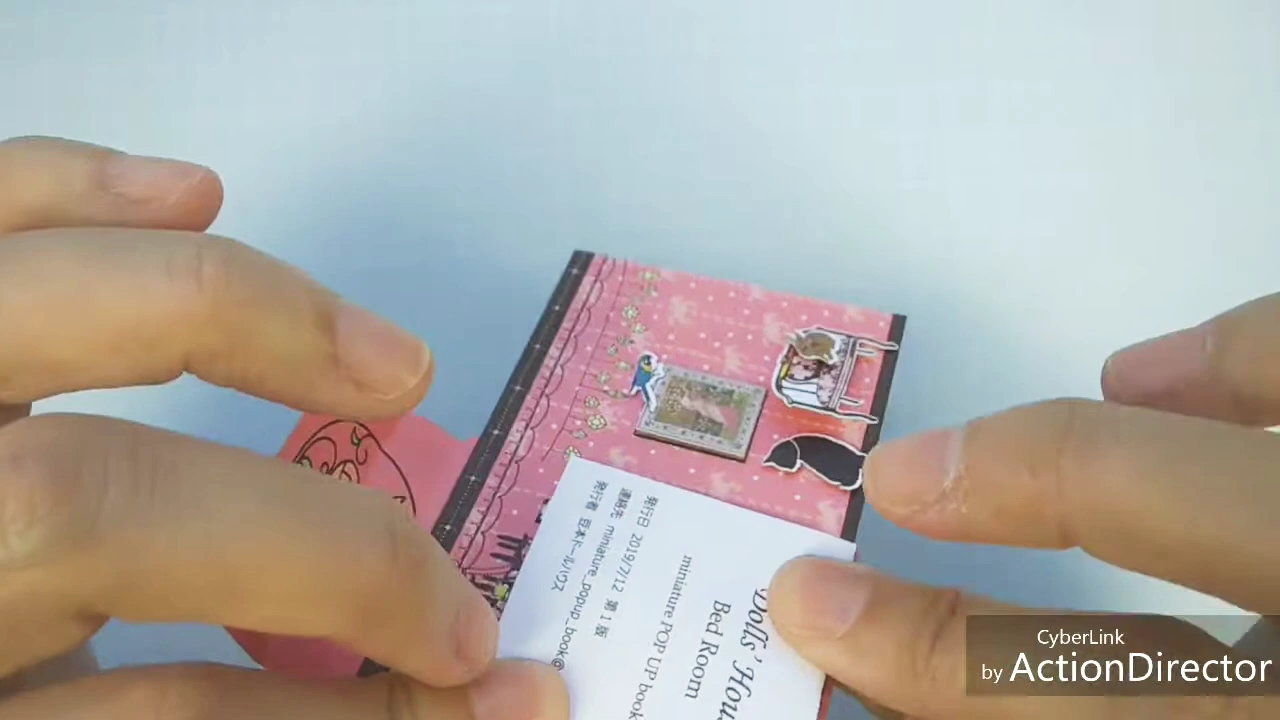 Dolls' Hous
Bed Room
miniature POP UP book
発行日 2019/7/12 第1版
連絡先 miniature_popup_book@
発行者 豆本ドールハウス
CyberLink
by ActionDirector